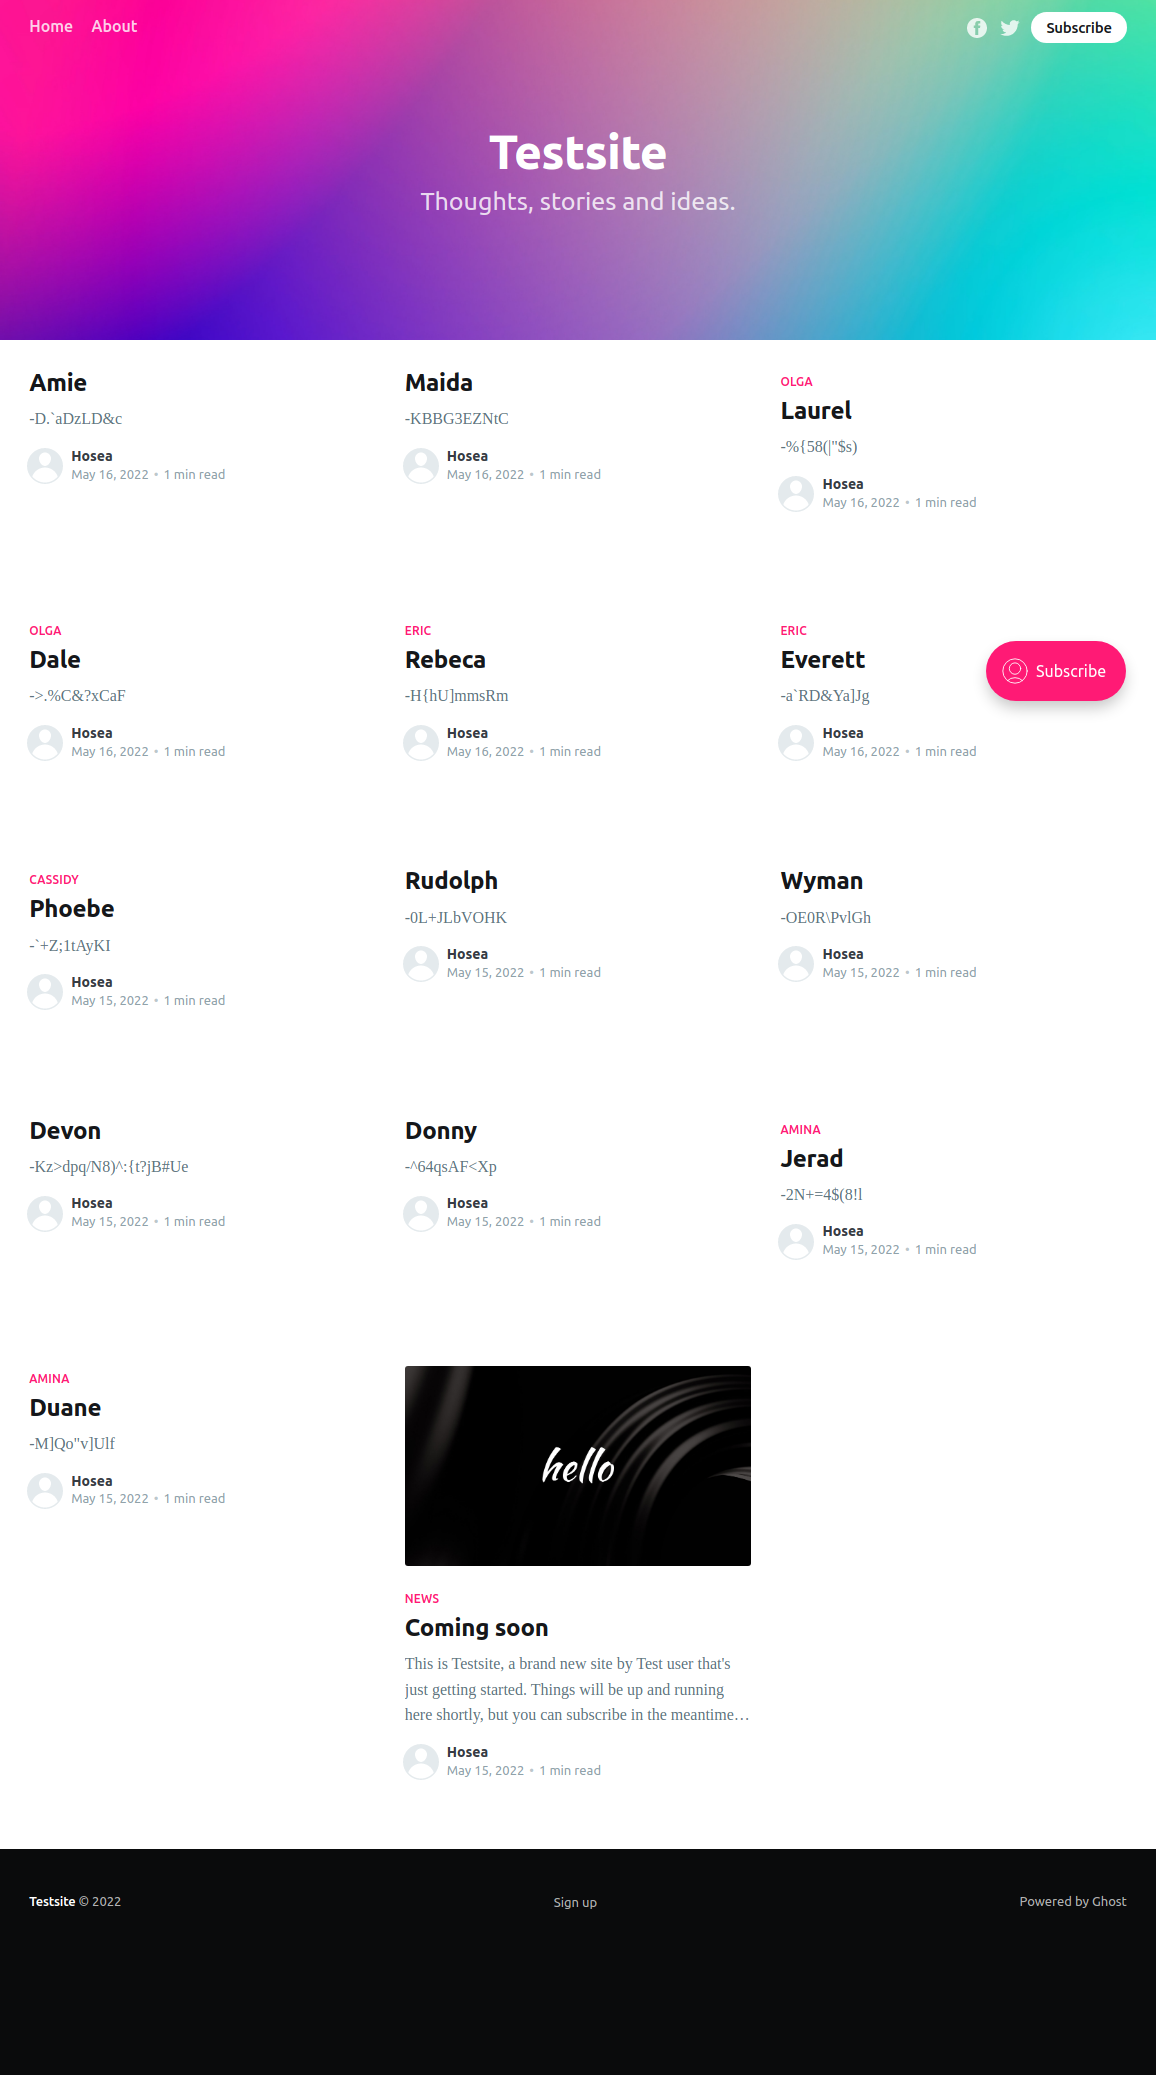 Home About Subscribe
Testsite
Thoughts, stories and ideas.
Amie
-D.`aDzLD&c
Hosea
May 16, 2022 • 1 min read
Maida
-KBBG3EZNtC
Hosea
May 16, 2022 • 1 min read
OLGA
Laurel
-%{58(|"$s)
Hosea
May 16, 2022 • 1 min read
OLGA
Dale
->.%C&?xCaF
Hosea
May 16, 2022 • 1 min read
ERIC
Rebeca
-H{hU]mmsRm
Hosea
May 16, 2022 • 1 min read
ERIC
Everett
-a`RD&Ya]Jg
Hosea
May 16, 2022 • 1 min read
Subscribe
CASSIDY
Phoebe
-`+Z;1tAyKI
Hosea
May 15, 2022 • 1 min read
Rudolph
-0L+JLbVOHK
Hosea
May 15, 2022 • 1 min read
Wyman
-OE0R\PvlGh
Hosea
May 15, 2022 • 1 min read
Devon
-Kz>dpq/N8)^:{t?jB#Ue
Hosea
May 15, 2022 • 1 min read
Donny
-^64qsAF<Xp
Hosea
May 15, 2022 • 1 min read
AMINA
Jerad
-2N+=4$(8!l
Hosea
May 15, 2022 • 1 min read
AMINA
Duane
-M]Qo"v]Ulf
Hosea
May 15, 2022 • 1 min read
hello
NEWS
Coming soon
This is Testsite, a brand new site by Test user that's
just getting started. Things will be up and running
here shortly, but you can subscribe in the meantime…
Hosea
May 15, 2022 • 1 min read
Testsite © 2022
Sign up
Powered by Ghost